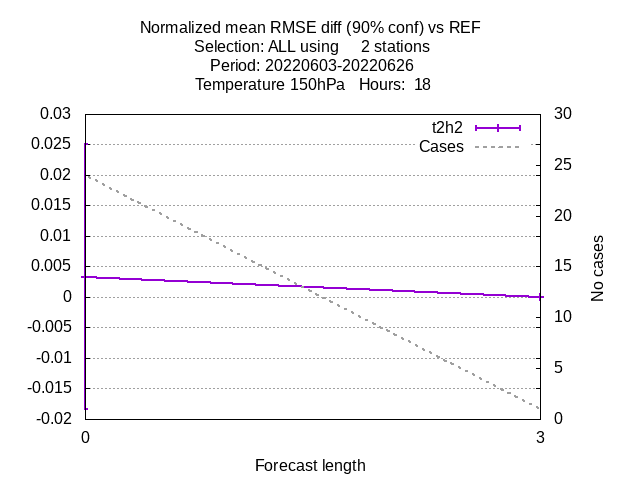 Normalized mean RMSE diff (90% conf) vs REF
Selection: ALL using     2 stations
Period: 20220603-20220626
Temperature 150hPa   Hours:  18
t2h2
Cases
0.03
0.025
0.02
0.015
0.01
0.005
0
-0.005
-0.01
-0.015
-0.02
30
25
20
15
10
5
0
No cases
0
3
Forecast length